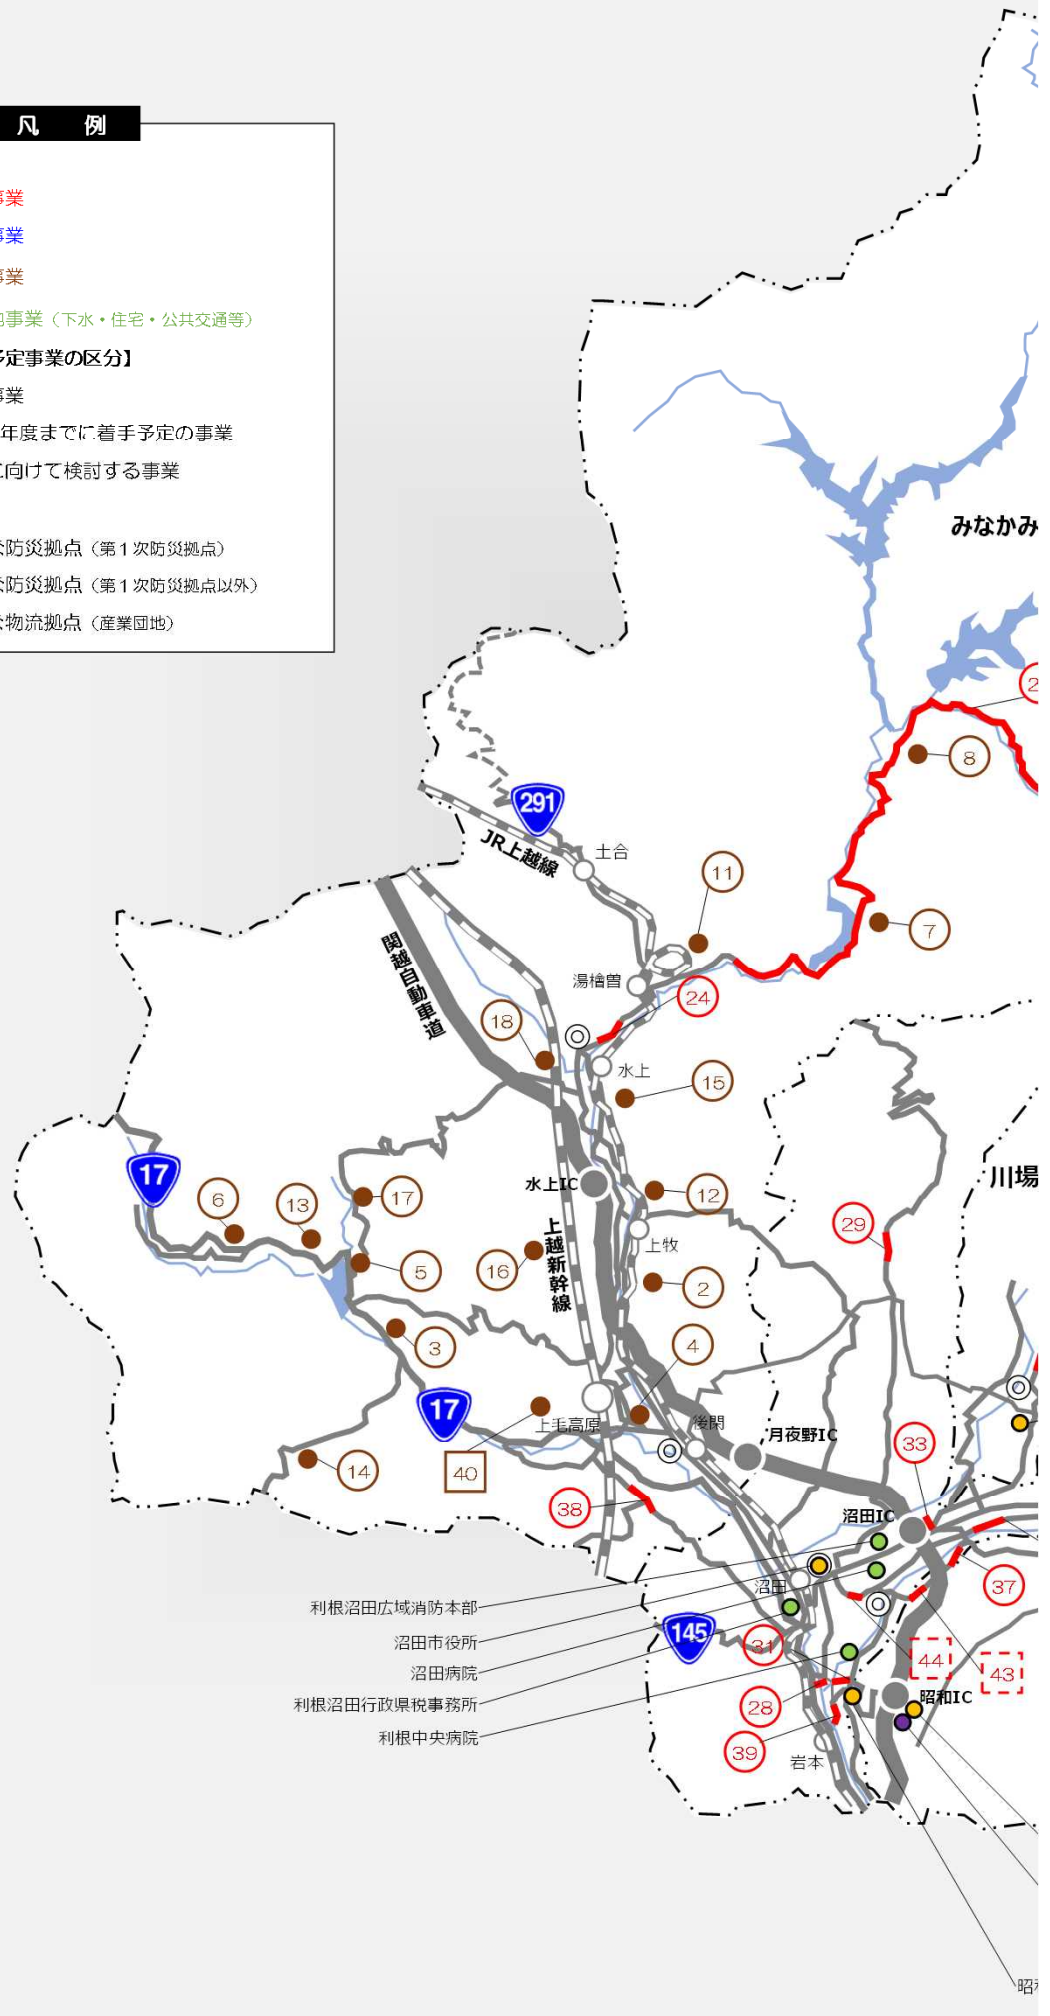 凡 例
事業
事業
事業
事業（下水・住宅・公共交通等）
予定事業の区分】
事業
年度までに着手予定の事業
に向けて検討する事業
な防災拠点（第1次防災拠点）
な防災拠点（第1次防災拠点以外）
な物流拠点（産業団地）
みなかみ
2
8
291
JR上越線
土合
11
7
関越自動車道
湯檜曽
24
18
水上
15
17
6
13
17
水上IC
12
川場
29
上牧
上越新幹線
16
5
2
3
4
17
上毛高原
後閑
月夜野IC
33
14
40
38
沼田IC
沼田
37
利根沼田広域消防本部
沼田市役所
沼田病院
利根沼田行政県税事務所
利根中央病院
145
31
44
43
28
昭和IC
39
岩本
昭